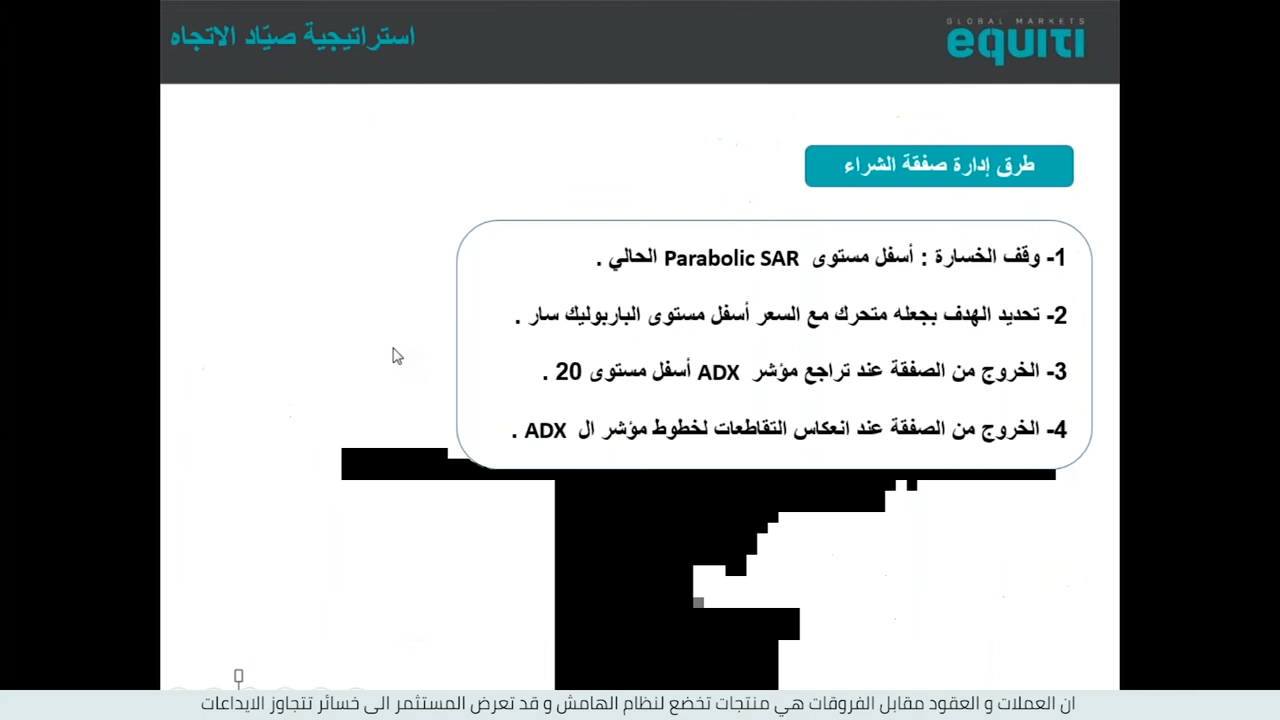 استراتيجية صيّاد الاتجاه
GLOBAL MARKETS
equiti
طرق إدارة صفقة الشراء
1- وقف الخسارة : أسفل مستوى Parabolic SAR الحالي .
2- تحديد الهدف بجعله متحرك مع السعر أسفل مستوى الباربوليك سار .
3- الخروج من الصفقة عند تراجع مؤشر ADX أسفل مستوى 20 .
4- الخروج من الصفقة عند انعكاس التقاطعات لخطوط مؤشر ال ADX .
ان العملات و العقود مقابل الفروقات هي منتجات تخضع لنظام الهامش و قد تعرض المستثمر الى خسائر تتجاوز الايداعات